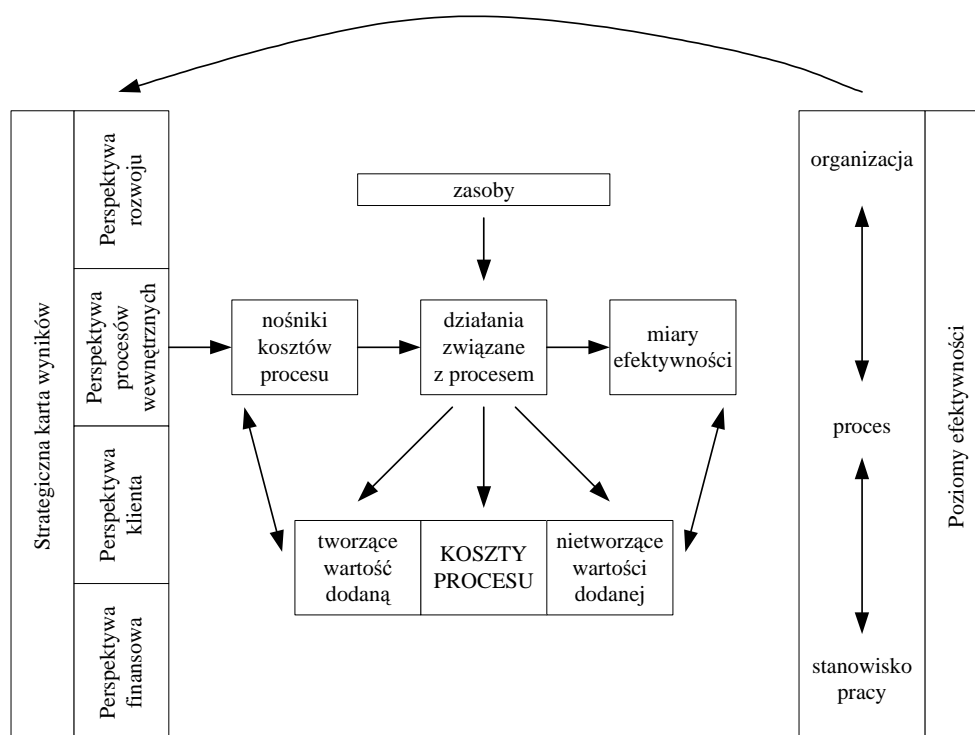 Strategiczna karta wyników
Perspektywa
rozwoju
Perspektywa
procesów
wewnętrznych
Perspektywa
klienta
Perspektywa
finansowa
zasoby
nośniki
kosztów
procesu
działania
związane
z procesem
miary
efektywności
tworzące
wartość
dodaną
KOSZTY
PROCESU
nietworzące
wartości
dodanej
organizacja
proces
stanowisko
pracy
Poziomy efektywności